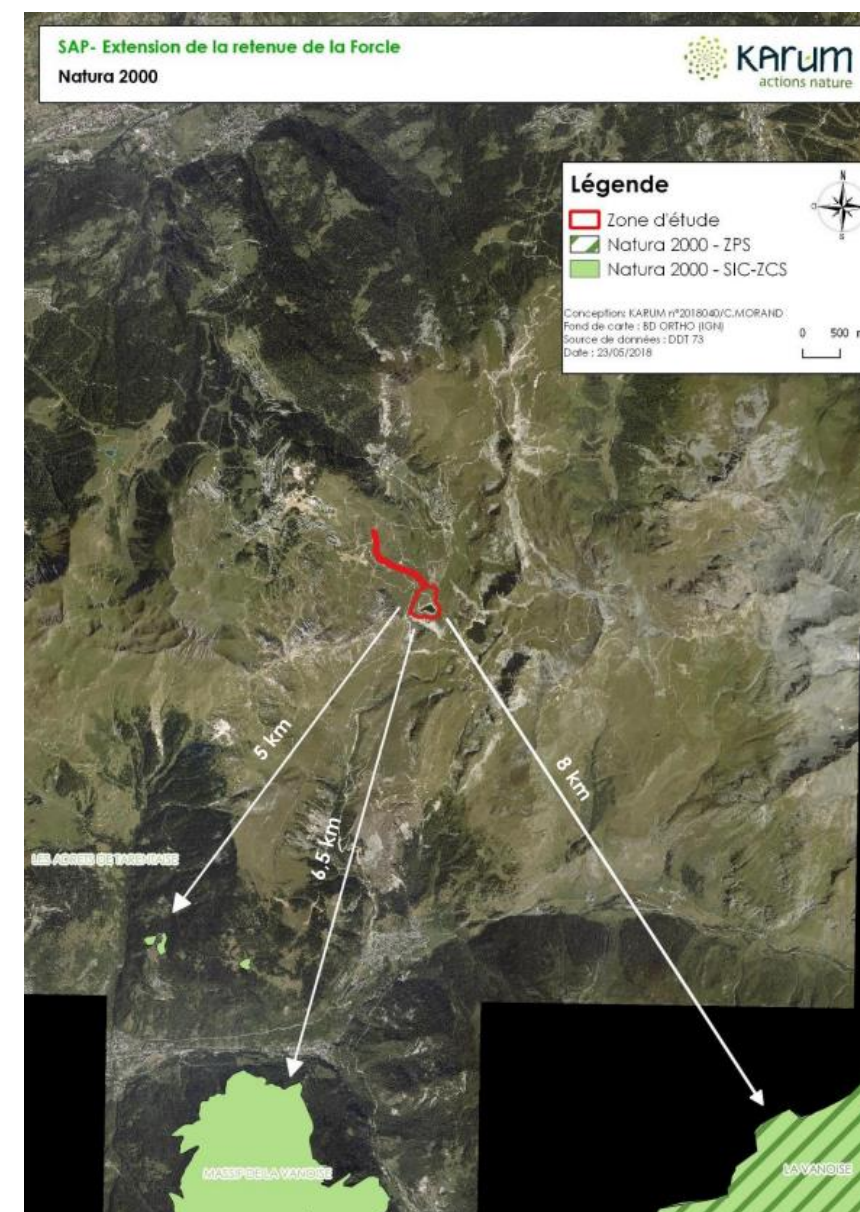 SAP- Extension de la retenue de la Forcle
Natura 2000
KARUM
actions nature
Légende
N
O
S
Zone d'étude
Natura 2000 - ZPS
Natura 2000 - SIC-ZCS
Conception: KARUM n°2018040/C.MORAND
Fond de carte : BD ORTHO (IGN)
Source de données : DDT 73
Date : 23/05/2018
0 500 m
5 km
6,5 km
8 km
LES ADRETS DE TARENTAISE
MASSIF DE LA VANOISE
LA VANOISE